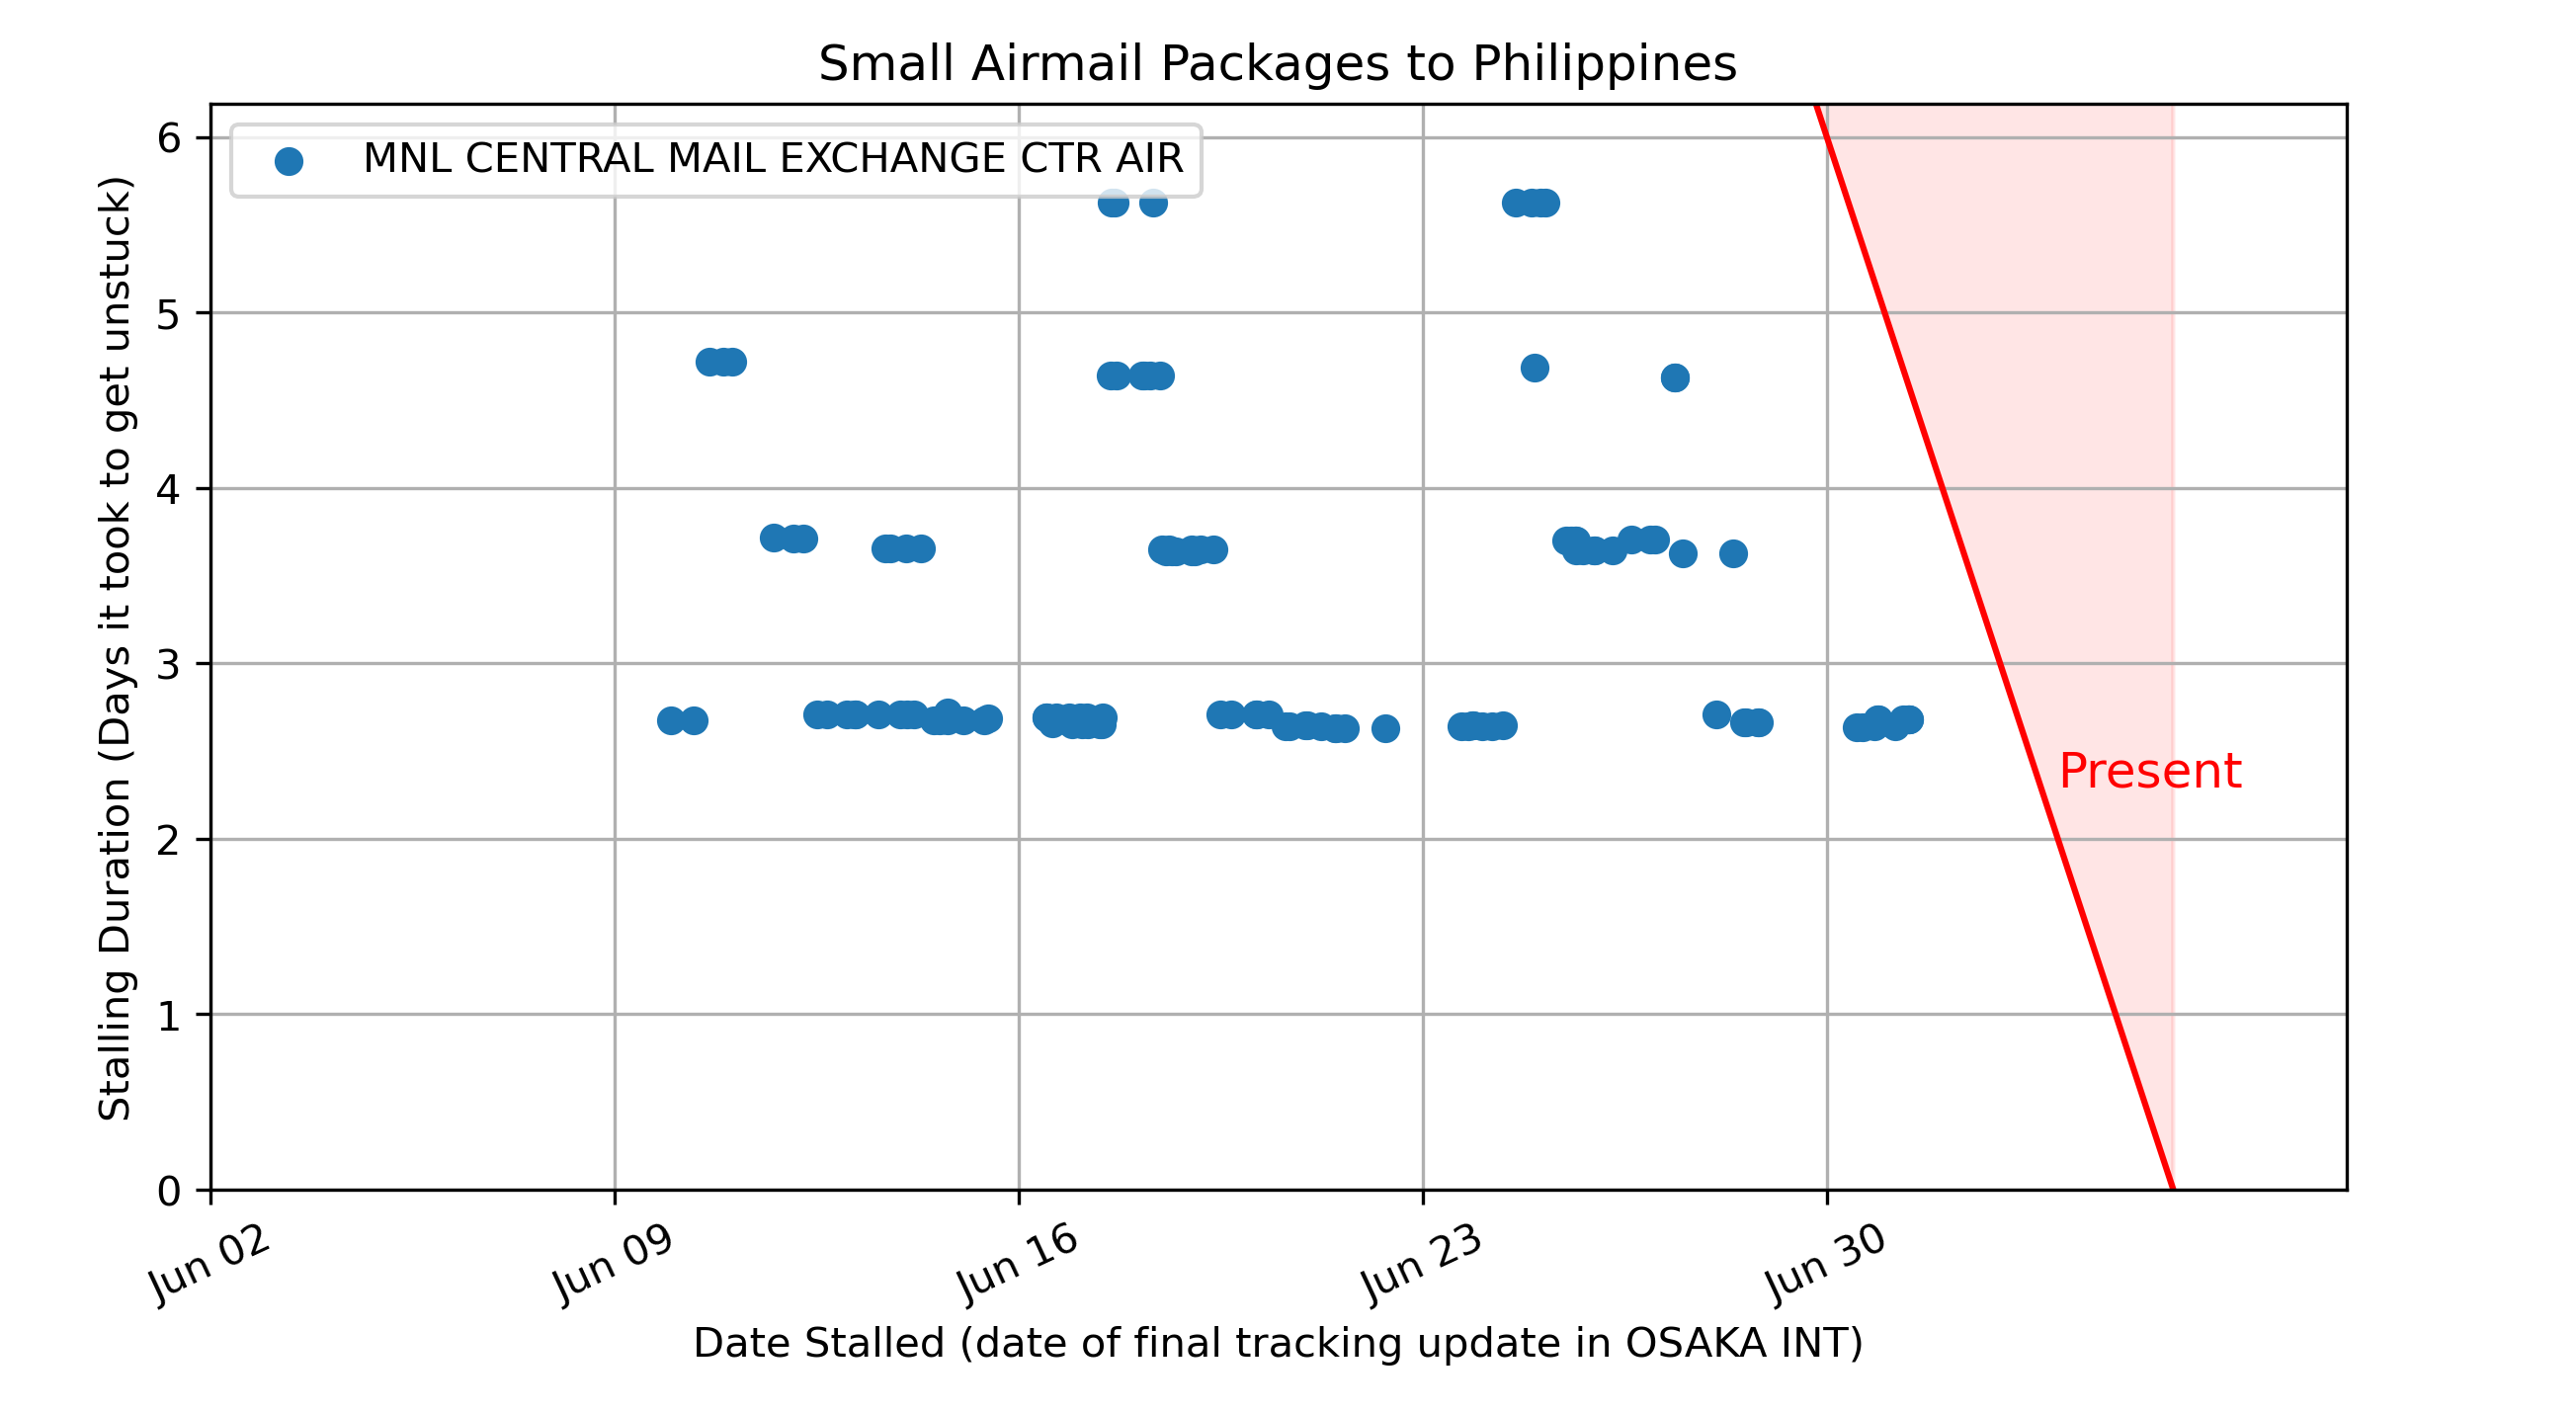 Small Airmail Packages to Philippines
MNL CENTRAL MAIL EXCHANGE CTR AIR
Stalling Duration (Days it took to get unstuck)
6
5
4
3
2
1
0
Present
Jun 02
Jun 09
Jun 16
Jun 23
Jun 30
Date Stalled (date of final tracking update in OSAKA INT)